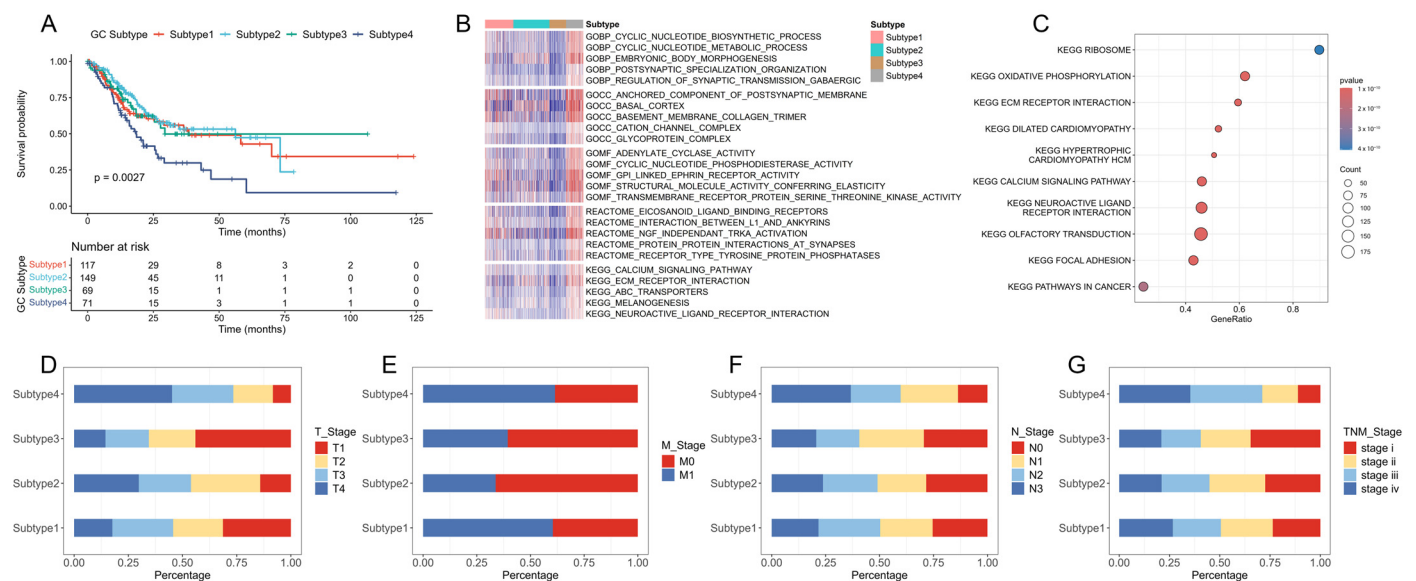 A
GC Subtype Subtype1 Subtype2 Subtype3 Subtype4
Survival probability
1.00
0.75
0.50
0.25
0.00
p = 0.0027
0 25 50 75 100 125
Time (months)
Number at risk
GC Subtype
Subtype1 117 29 8 3 2 0
Subtype2 149 45 11 1 0 0
Subtype3 69 15 1 1 1 0
Subtype4 71 15 3 1 1 0
0 25 50 75 100 125
Time (months)
B
Subtype
GOBP_CYCLIC_NUCLEOTIDE_BIOSYNTHETIC_PROCESS
GOBP_CYCLIC_NUCLEOTIDE_METABOLIC_PROCESS
GOBP_EMBRYONIC_BODY_MORPHOGENESIS
GOBP_POSTSYNAPTIC_SPECIALIZATION_ORGANIZATION
GOBP_REGULATION_OF_SYNAPTIC_TRANSMISSION_GABAERGIC
GOCC_ANCHORED_COMPONENT_OF_POSTSYNAPTIC_MEMBRANE
GOCC_BASAL_CORTEX
GOCC_BASEMENT_MEMBRANE_COLLAGEN_TRIMER
GOCC_CATION_CHANNEL_COMPLEX
GOCC_GLYCOPROTEIN_COMPLEX
GOMF_ADENYLATE_CYCLASE_ACTIVITY
GOMF_CYCLIC_NUCLEOTIDE_PHOSPHODIESTERASE_ACTIVITY
GOMF_GPI_LINKED_EPHRIN_RECEPTOR_ACTIVITY
GOMF_STRUCTURAL_MOLECULE_ACTIVITY_CONFERRING_ELASTICITY
GOMF_TRANSMEMBRANE_RECEPTOR_PROTEIN_SERINE_THREONINE_KINASE_ACTIVITY
REACTOME_EICOSANOID_LIGAND_BINDING_RECEPTORS
REACTOME_INTERACTION_BETWEEN_L1_AND_ANKYRINS
REACTOME_NGF_INDEPENDANT_TRKA_ACTIVATION
REACTOME_PROTEIN_PROTEIN_INTERACTIONS_AT_SYNAPSES
REACTOME_RECEPTOR_TYPE_TYROSINE_PROTEIN_PHOSPHATASES
KEGG_CALCIUM_SIGNALING_PATHWAY
KEGG_ECM_RECEPTOR_INTERACTION
KEGG_ABC_TRANSPORTERS
KEGG_MELANOGENESIS
KEGG_NEUROACTIVE_LIGAND_RECEPTOR_INTERACTION
Subtype
Subtype1
Subtype2
Subtype3
Subtype4
C
KEGG RIBOSOME
KEGG OXIDATIVE PHOSPHORYLATION
KEGG ECM RECEPTOR INTERACTION
KEGG DILATED CARDIOMYOPATHY
KEGG HYPERTROPHIC
CARDIOMYOPATHY HCM
KEGG CALCIUM SIGNALING PATHWAY
KEGG NEUROACTIVE LIGAND
RECEPTOR INTERACTION
KEGG OLFACTORY TRANSDUCTION
KEGG FOCAL ADHESION
KEGG PATHWAYS IN CANCER
0.4 0.6 0.8
GeneRatio
pvalue
Count
50
75
100
125
150
175
D
Subtype4
Subtype3
Subtype2
Subtype1
0.00 0.25 0.50 0.75 1.00
Percentage
T_Stage
T1
T2
T3
T4
E
Subtype4
Subtype3
Subtype2
Subtype1
0.00 0.25 0.50 0.75 1.00
Percentage
M_Stage
M0
M1
F
Subtype4
Subtype3
Subtype2
Subtype1
0.00 0.25 0.50 0.75 1.00
Percentage
N_Stage
N0
N1
N2
N3
G
Subtype4
Subtype3
Subtype2
Subtype1
0.00 0.25 0.50 0.75 1.00
Percentage
TNM_Stage
stage i
stage ii
stage iii
stage iv